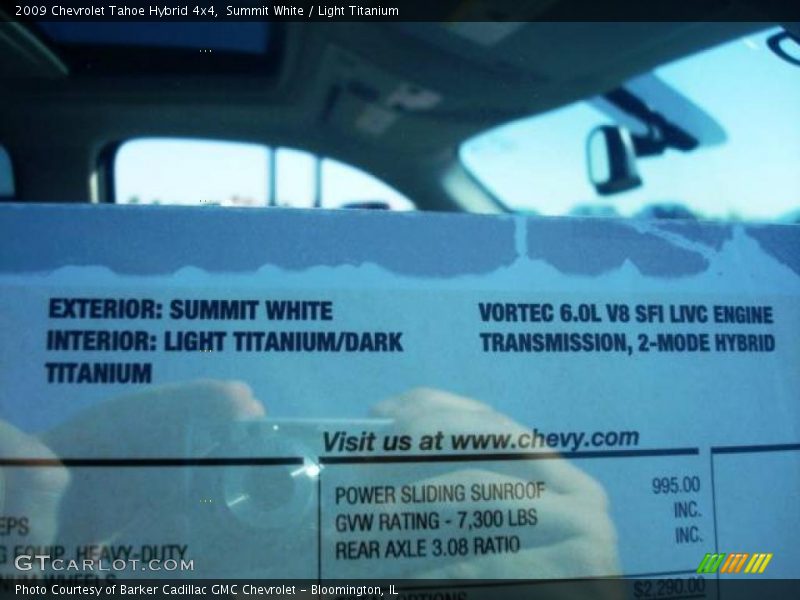 2009 Chevrolet Tahoe Hybrid 4x4, Summit White / Light Titanium
EXTERIOR: SUMMIT WHITE
INTERIOR: LIGHT TITANIUM/DARK
TITANIUM
VORTEC 6.0L V8 SFI LIVC ENGINE
TRANSMISSION, 2-MODE HYBRID
Visit us at www.chevy.com
POWER SLIDING SUNROOF 995.00
GVW RATING - 7,300 LBS INC.
REAR AXLE 3.08 RATIO INC.
EPS
EQUIP, HEAVY-DUTY
WHEELS
OPTIONS $2,290.00
GTCARLOT.COM
Photo Courtesy of Barker Cadillac GMC Chevrolet - Bloomington, IL